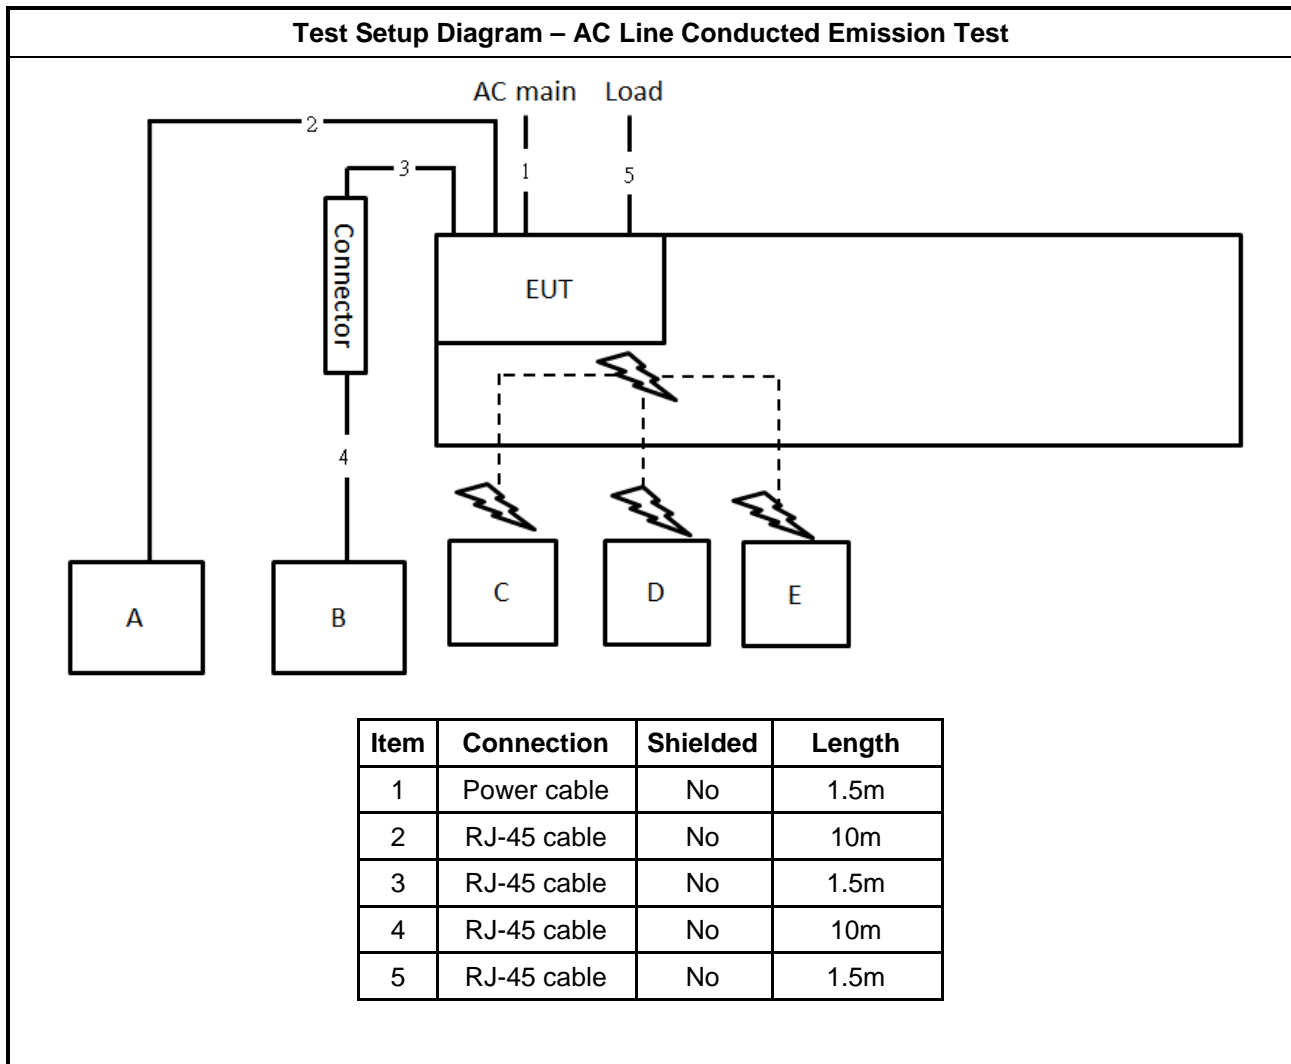 Test Setup Diagram – AC Line Conducted Emission Test
AC main Load
2
3
1
5
Connector
EUT
4
A
B
C
D
E
Item Connection Shielded Length
1 Power cable No 1.5m
2 RJ-45 cable No 10m
3 RJ-45 cable No 1.5m
4 RJ-45 cable No 10m
5 RJ-45 cable No 1.5m